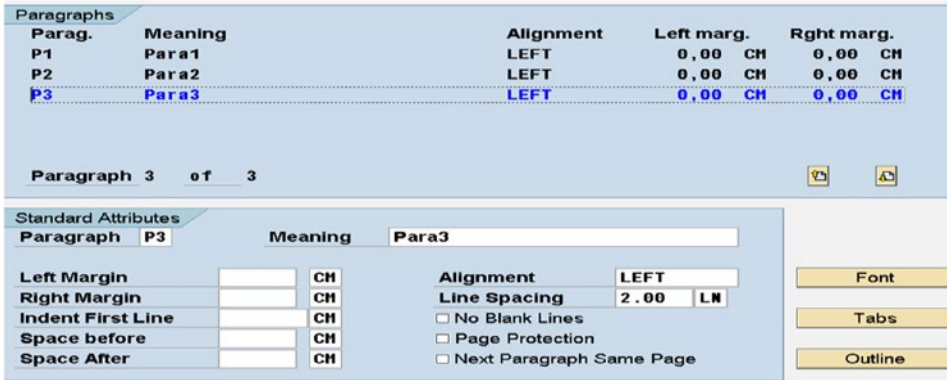 Paragraphs
Parag. Meaning Alignment Left marg. Rght marg.
P1 Para1 LEFT 0,00 CM 0,00 CM
P2 Para2 LEFT 0,00 CM 0,00 CM
P3 Para3 LEFT 0,00 CM 0,00 CM
Paragraph 3 of 3
Standard Attributes
Paragraph P3 Meaning Para3
Left Margin CM Alignment LEFT Font
Right Margin CM Line Spacing 2.00 LN
Indent First Line CM No Blank Lines Tabs
Space before CM Page Protection
Space After CM Next Paragraph Same Page Outline